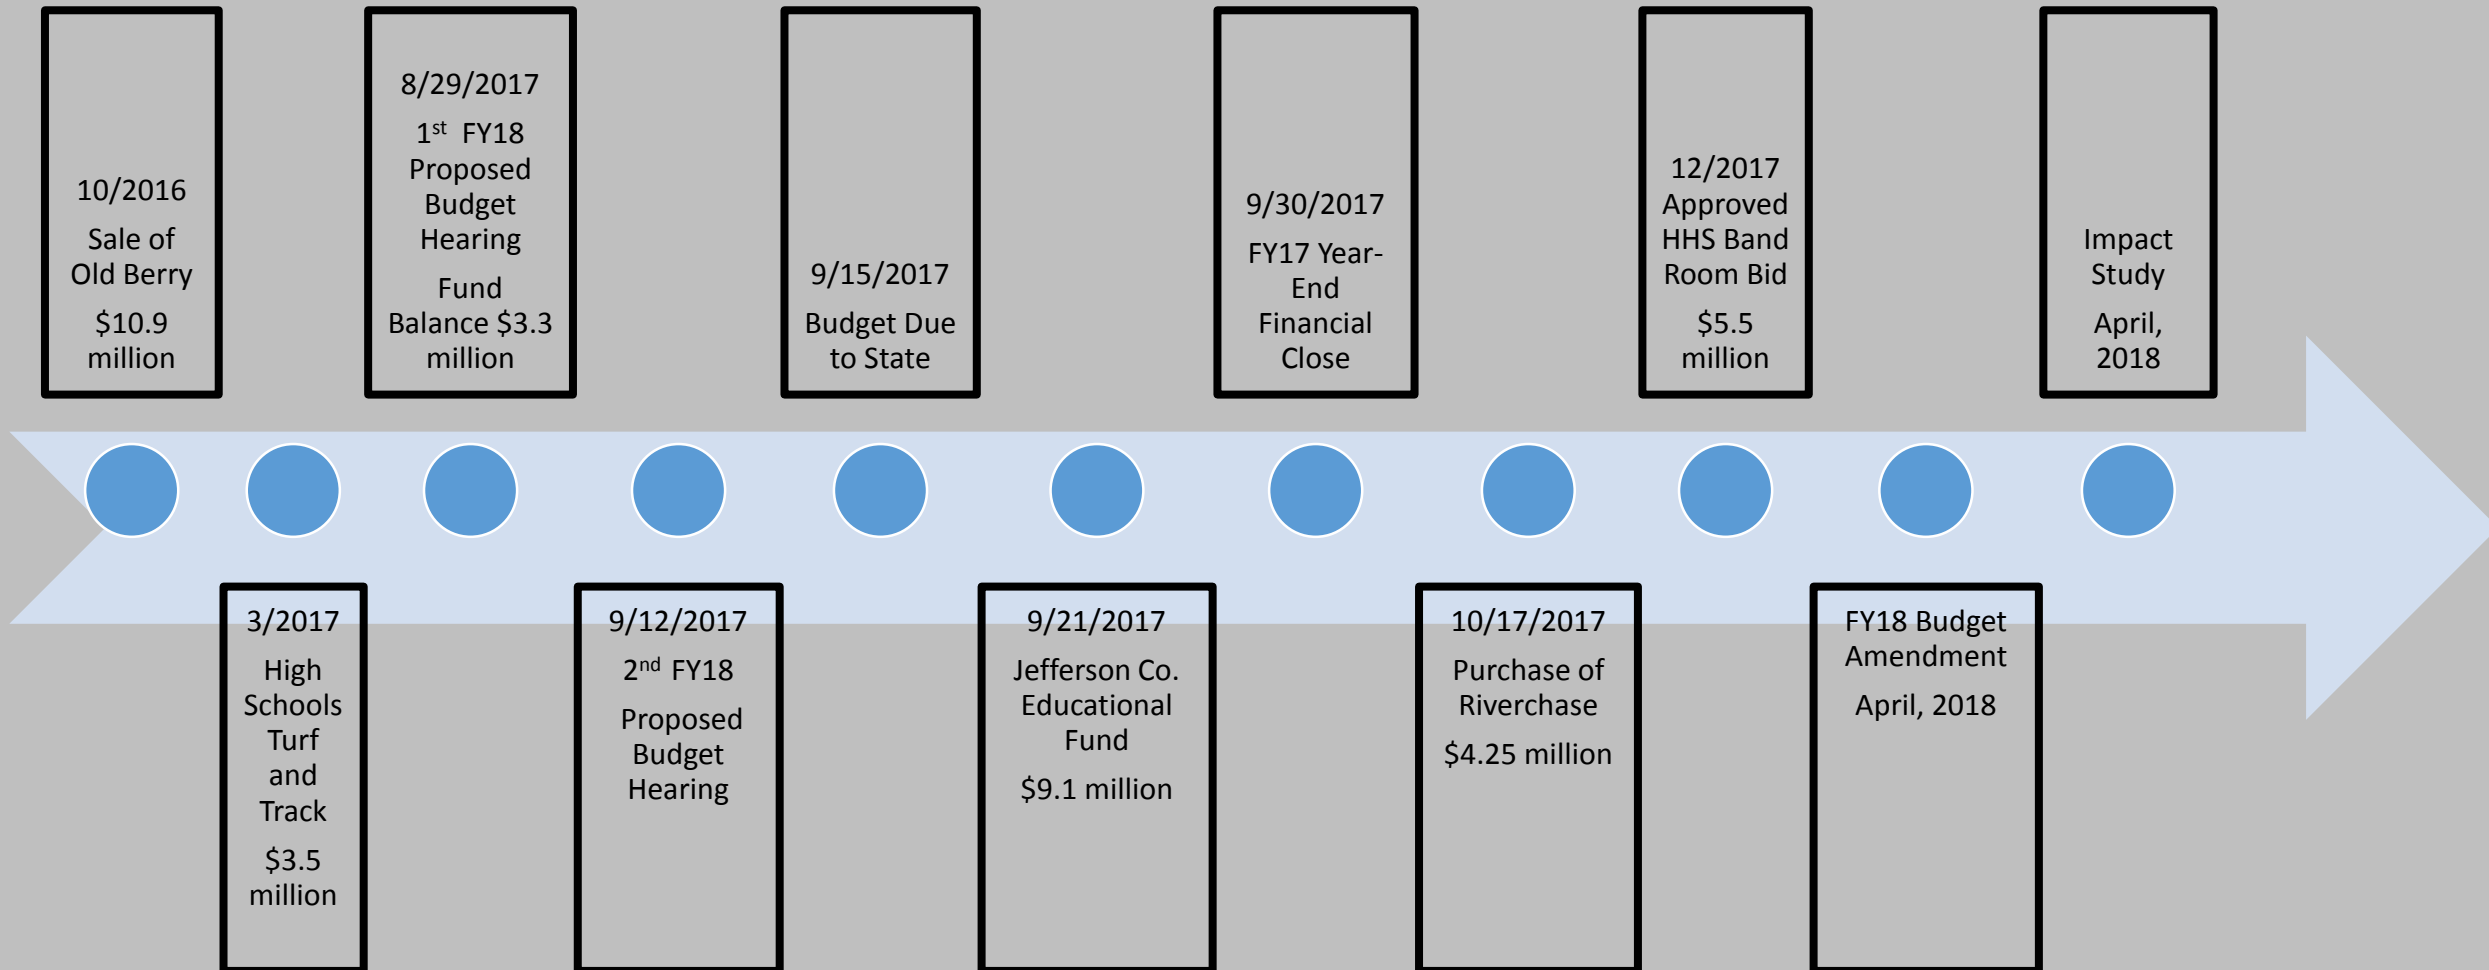 10/2016
Sale of
Old Berry
$10.9
million
3/2017
High
Schools
Turf
and
Track
$3.5
million
8/29/2017
1st FY18
Proposed
Budget
Hearing
Fund
Balance $3.3
million
9/12/2017
2nd FY18
Proposed
Budget
Hearing
9/15/2017
Budget Due
to State
9/21/2017
Jefferson Co.
Educational
Fund
$9.1 million
9/30/2017
FY17 Year-
End
Financial
Close
10/17/2017
Purchase of
Riverchase
$4.25 million
12/2017
Approved
HHS Band
Room Bid
$5.5
million
FY18 Budget
Amendment
April, 2018
Impact
Study
April,
2018